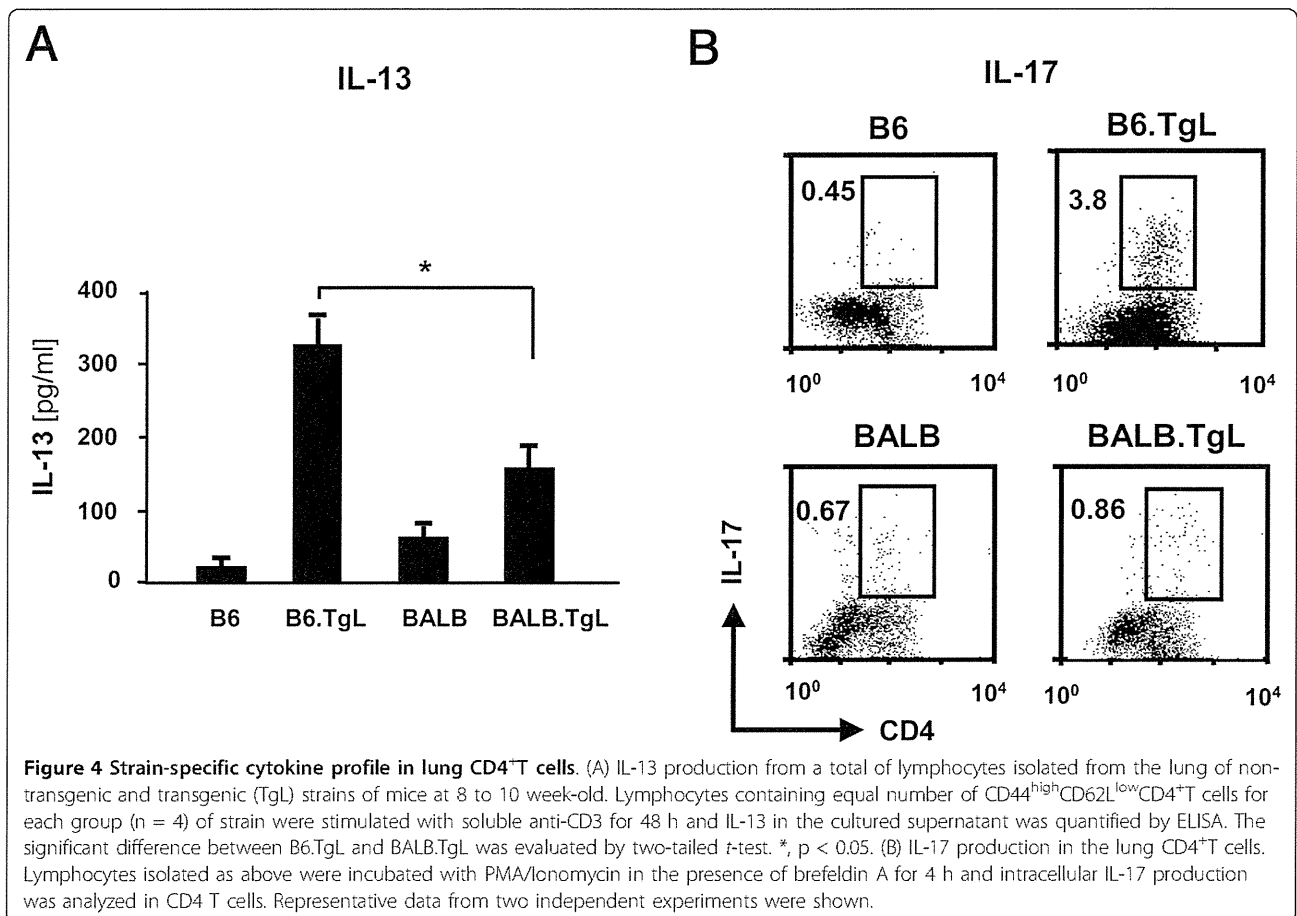 A
IL-13
IL-13 [pg/ml]
400
300
200
100
0
*
B6
B6.TgL
BALB
BALB.TgL
B
IL-17
B6
B6.TgL
0.45
3.8
10⁰
10⁴
10⁰
10⁴
BALB
BALB.TgL
0.67
0.86
10⁰
10⁴
10⁰
10⁴
IL-17
CD4
Figure 4 Strain-specific cytokine profile in lung CD4⁺T cells. (A) IL-13 production from a total of lymphocytes isolated from the lung of non-
transgenic and transgenic (TgL) strains of mice at 8 to 10 week-old. Lymphocytes containing equal number of CD44ʰⁱᵍʰCD62LˡᵒʷCD4⁺T cells for
each group (n = 4) of strain were stimulated with soluble anti-CD3 for 48 h and IL-13 in the cultured supernatant was quantified by ELISA. The
significant difference between B6.TgL and BALB.TgL was evaluated by two-tailed t-test. *, p < 0.05. (B) IL-17 production in the lung CD4⁺T cells.
Lymphocytes isolated as above were incubated with PMA/Ionomycin in the presence of brefeldin A for 4 h and intracellular IL-17 production
was analyzed in CD4 T cells. Representative data from two independent experiments were shown.